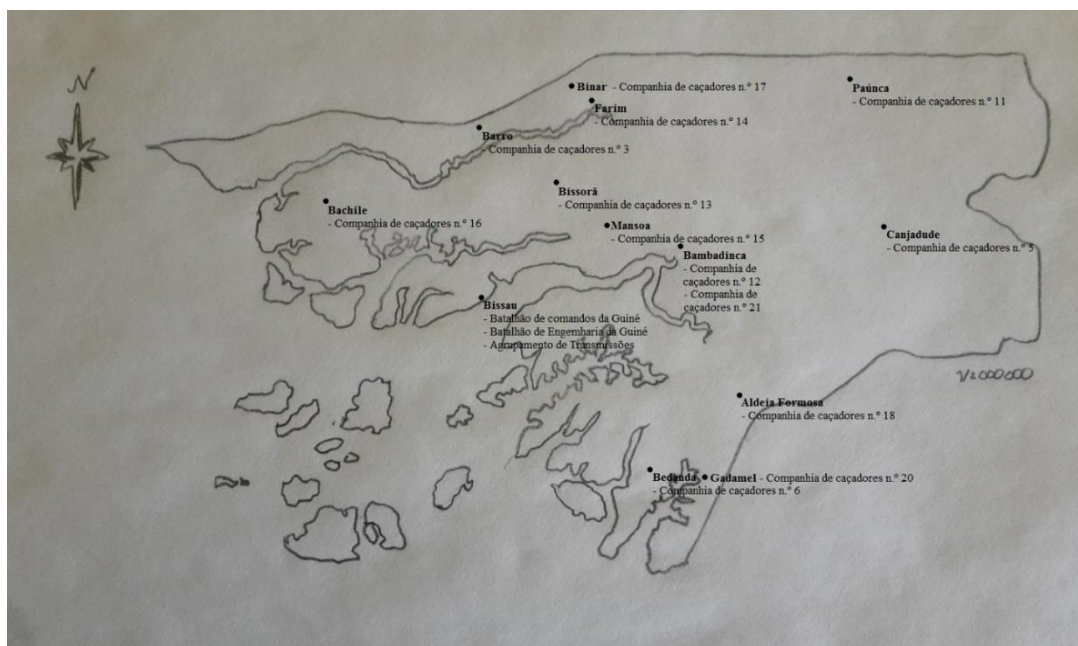 N
Binar - Companhia de caçadores n.º 17
Farim
- Companhia de caçadores n.º 14
Paúnca
- Companhia de caçadores n.º 11
Barro
- Companhia de caçadores n.º 3
Bissorã
- Companhia de caçadores n.º 13
Bachile
- Companhia de caçadores n.º 16
Mansoa
- Companhia de caçadores n.º 15
Canjadude
- Companhia de caçadores n.º 5
Bambadinca
- Companhia de
caçadores n.º 12
- Companhia de
caçadores n.º 21
Bissau
- Batalhão de comandos da Guiné
- Batalhão de Engenharia da Guiné
- Agrupamento de Transmissões
1/2000000
Aldeia Formosa
- Companhia de caçadores n.º 18
Bedanda
- Companhia de caçadores n.º 6
Gadamel - Companhia de caçadores n.º 20